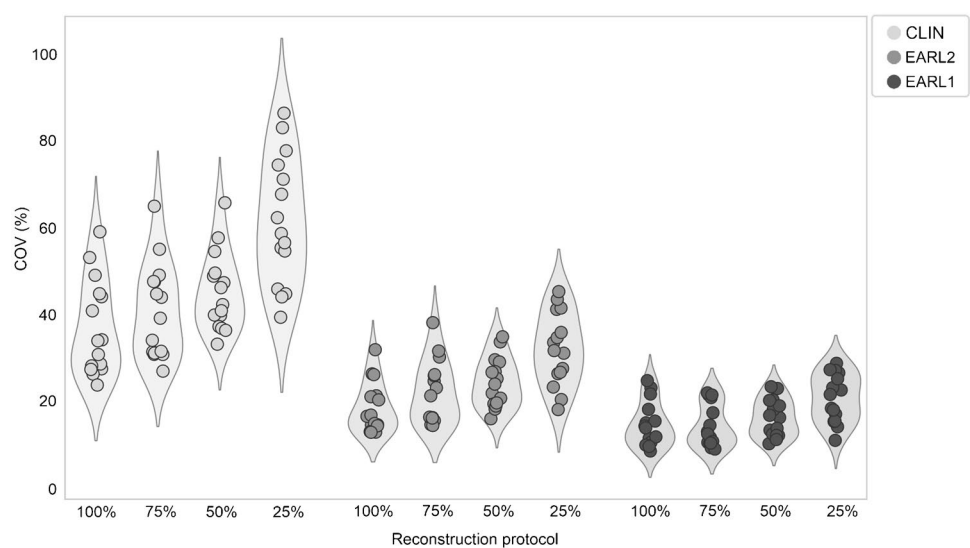 CLIN
EARL2
EARL1
100
80
60
40
20
0
COV (%)
100% 75% 50% 25% 100% 75% 50% 25% 100% 75% 50% 25%
Reconstruction protocol